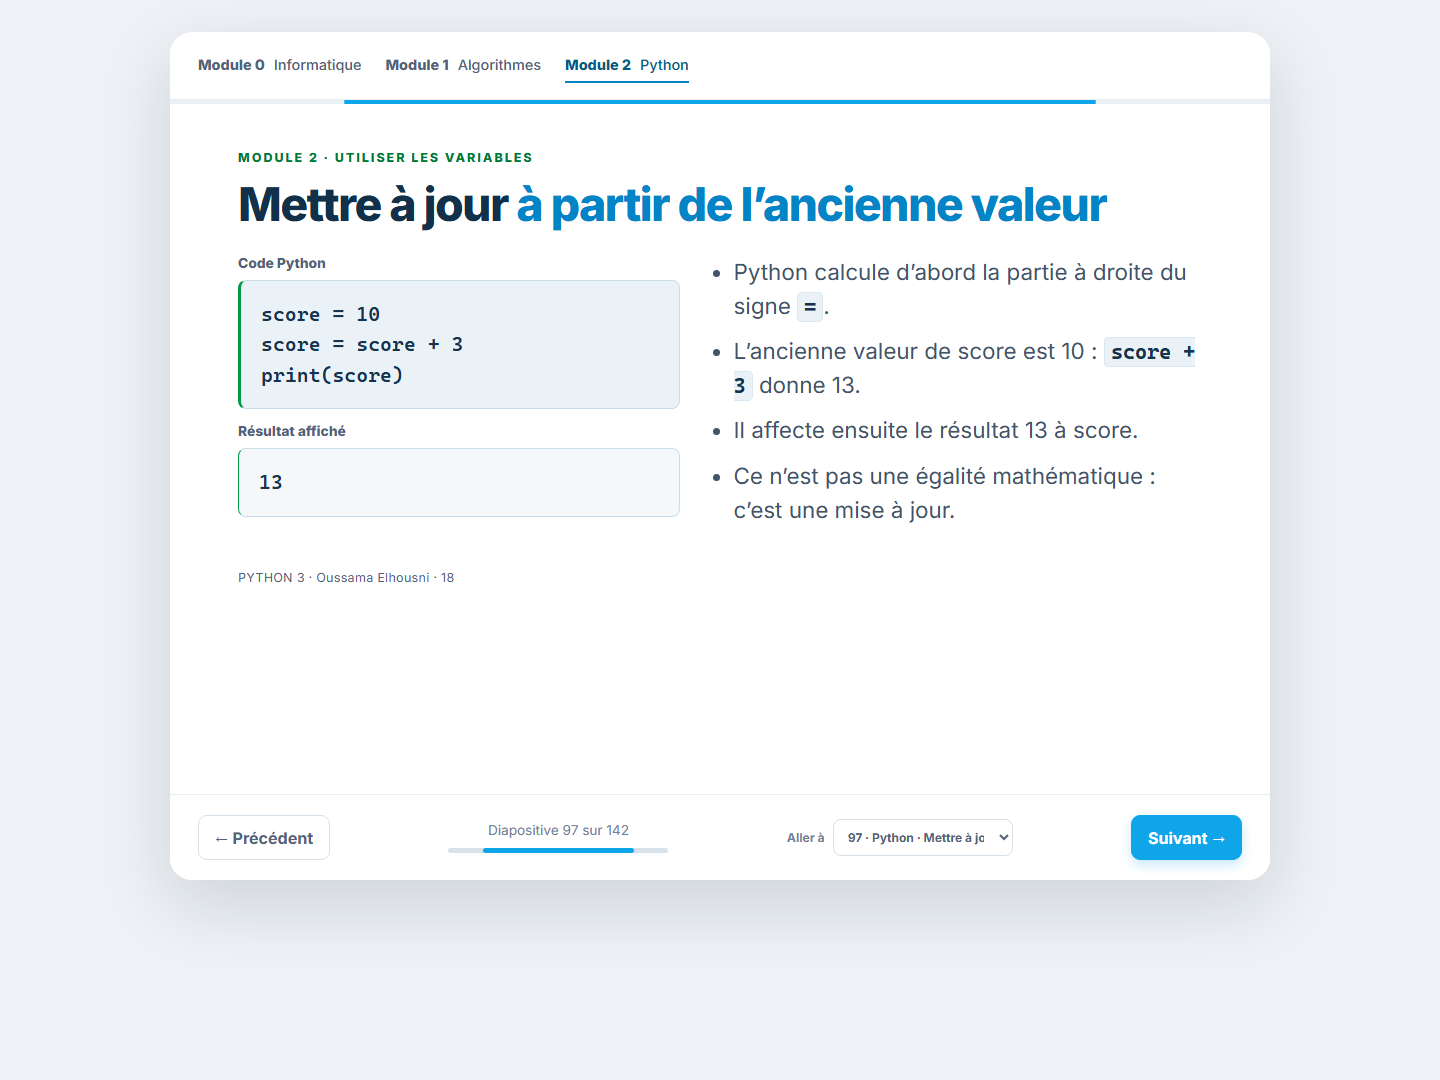 Module 0 Informatique Module 1 Algorithmes Module 2 Python
MODULE 2 · UTILISER LES VARIABLES
Mettre à jour à partir de l’ancienne valeur
Code Python
score = 10
score = score + 3
print(score)
Résultat affiché
13
• Python calcule d’abord la partie à droite du
signe = .
• L’ancienne valeur de score est 10 : score +
3 donne 13.
• Il affecte ensuite le résultat 13 à score.
• Ce n’est pas une égalité mathématique :
c’est une mise à jour.
PYTHON 3 · Oussama Elhousni · 18
← Précédent
Diapositive 97 sur 142
Aller à 97 · Python · Mettre à jo
Suivant →